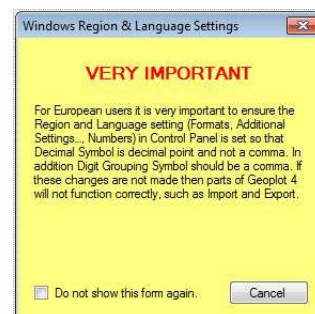 Windows Region & Language Settings
VERY IMPORTANT
For European users it is very important to ensure the
Region and Language setting (Formats, Additional
Settings..., Numbers) in Control Panel is set so that
Decimal Symbol is decimal point and not a comma. In
addition Digit Grouping Symbol should be a comma. If
these changes are not made then parts of Geoplot 4
will not function correctly, such as Import and Export.
Do not show this form again.
Cancel